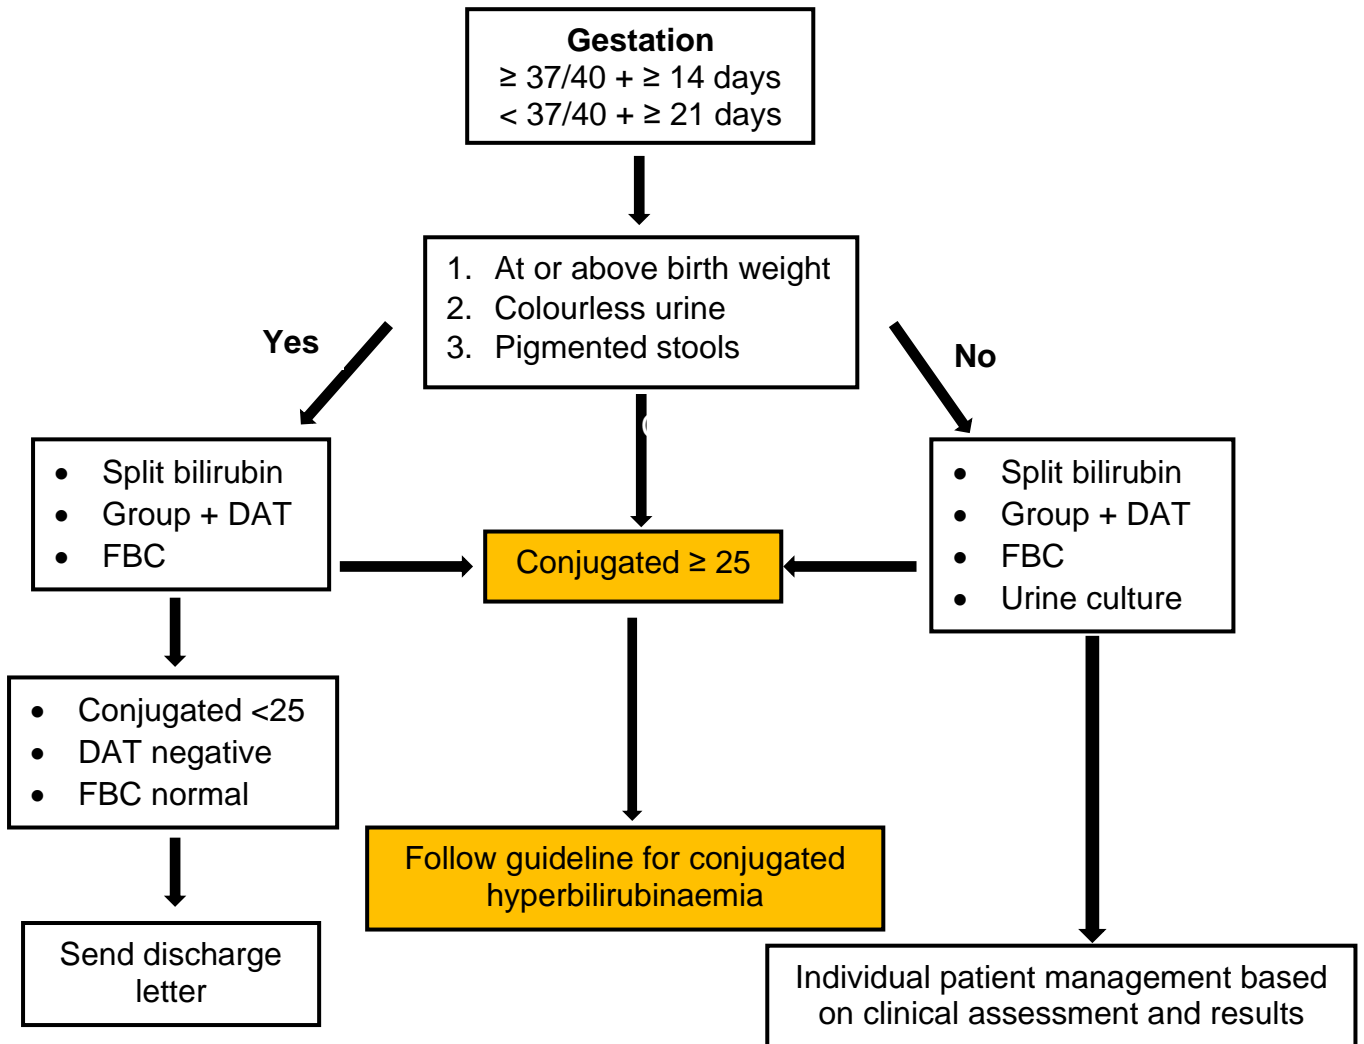 Gestation
≥ 37/40 + ≥ 14 days
< 37/40 + ≥ 21 days
1. At or above birth weight
2. Colourless urine
3. Pigmented stools
Yes
No
• Split bilirubin
• Group + DAT
• FBC
Conjugated ≥ 25
• Split bilirubin
• Group + DAT
• FBC
• Urine culture
• Conjugated <25
• DAT negative
• FBC normal
Follow guideline for conjugated
hyperbilirubinaemia
Send discharge
letter
Individual patient management based
on clinical assessment and results